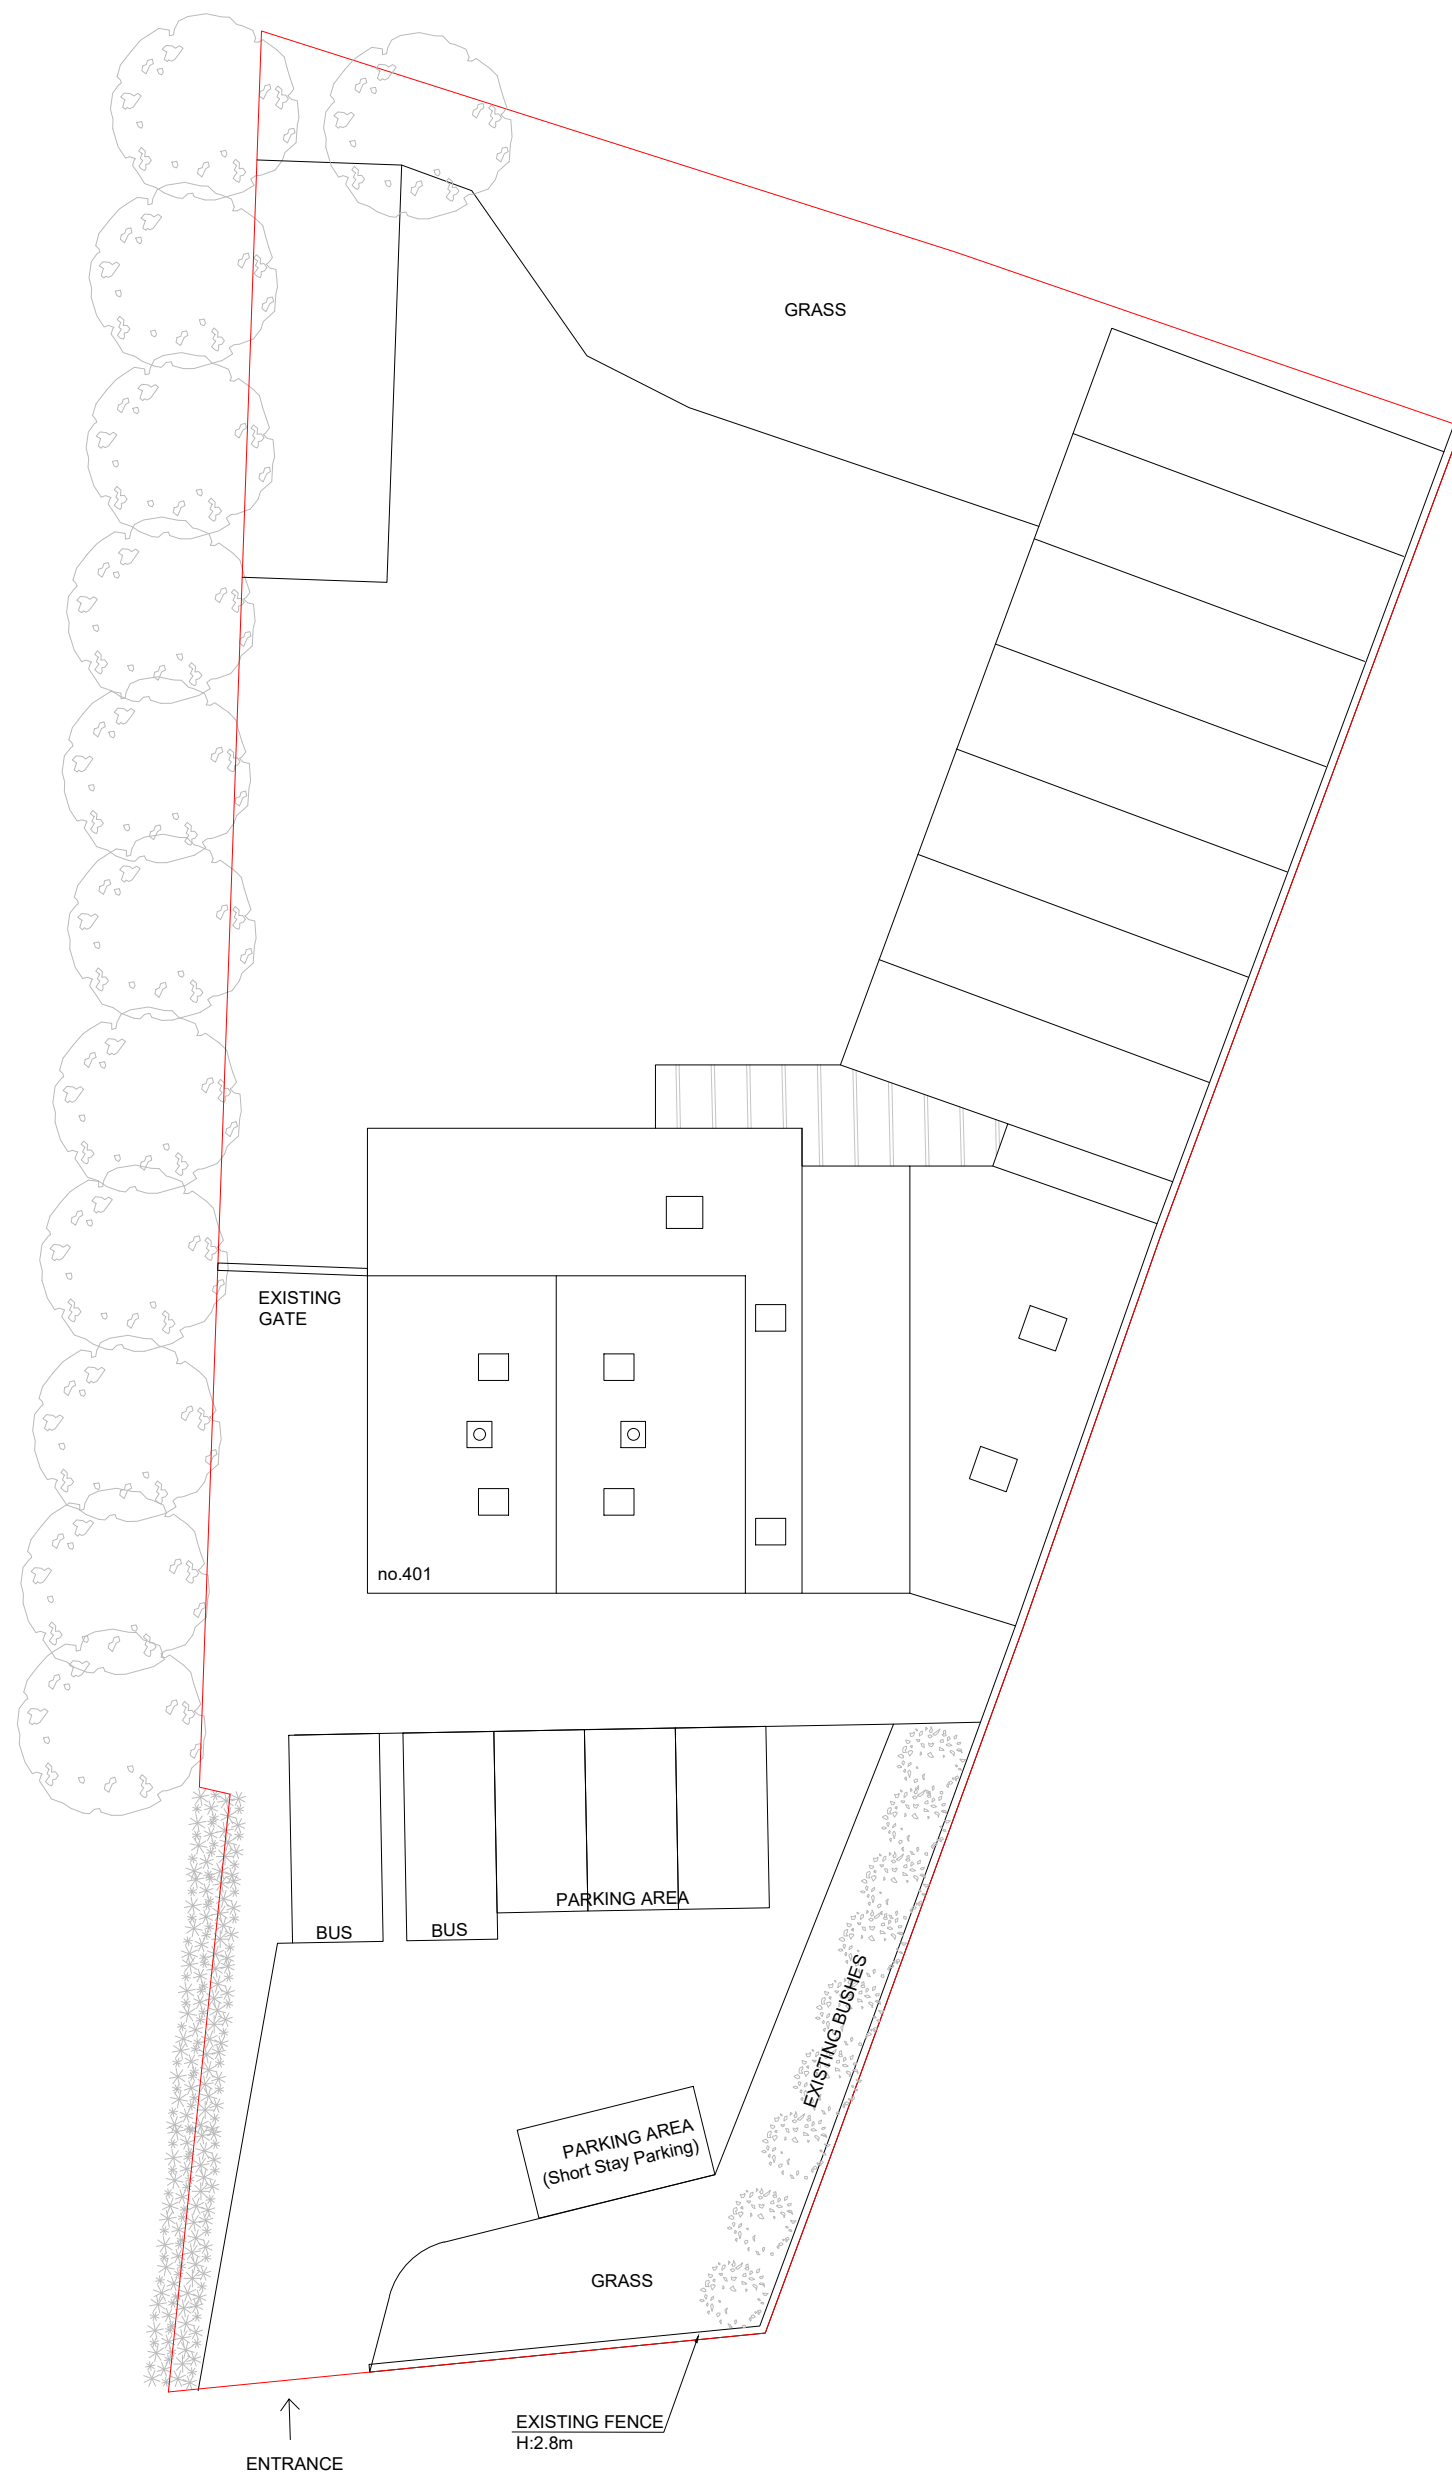 GRASS
EXISTING
GATE
no.401
PARKING AREA
BUS
BUS
EXISTING BUSHES
PARKING AREA
(Short Stay Parking)
GRASS
EXISTING FENCE
H:2.8m
ENTRANCE